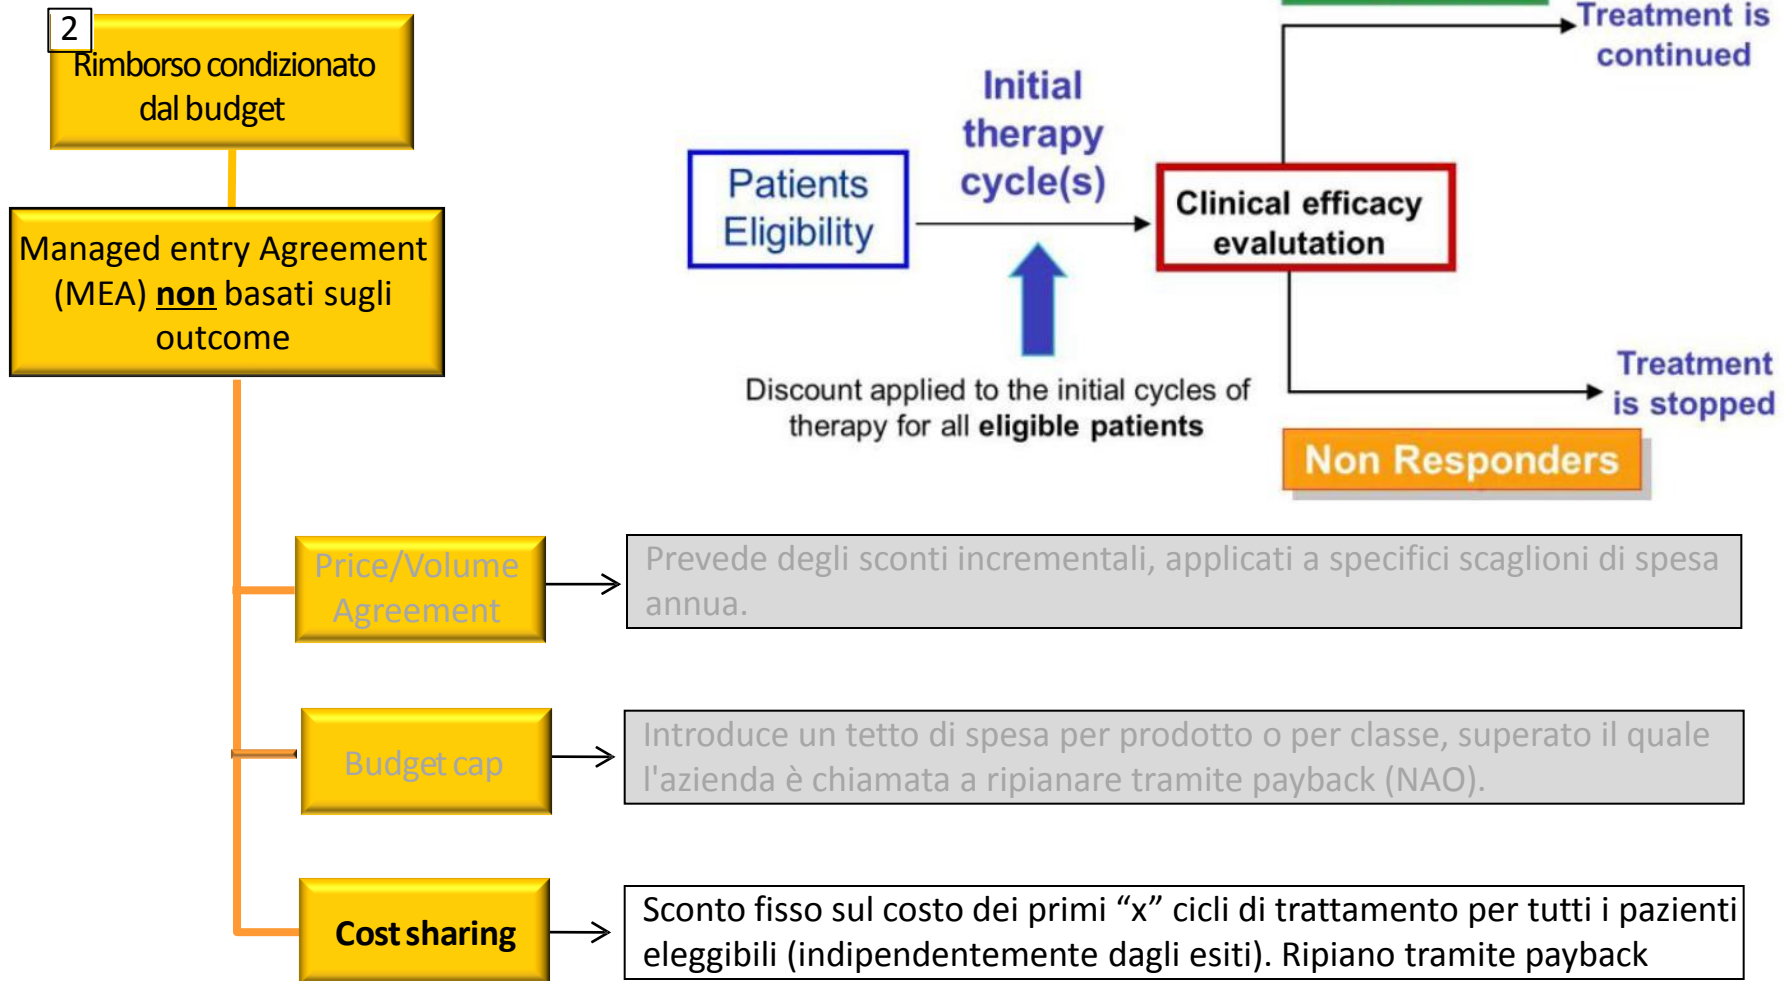 2
Rimborso condizionato
dal budget
Managed entry Agreement
(MEA) non basati sugli
outcome
Treatment is
continued
Initial
therapy
cycle(s)
Patients
Eligibility
Clinical efficacy
evalutation
Discount applied to the initial cycles of
therapy for all eligible patients
Treatment
is stopped
Non Responders
Price/Volume
Agreement
Prevede degli sconti incrementali, applicati a specifici scaglioni di spesa
annua.
Budget cap
Introduce un tetto di spesa per prodotto o per classe, superato il quale
l'azienda è chiamata a ripianare tramite payback (NAO).
Cost sharing
Sconto fisso sul costo dei primi “x” cicli di trattamento per tutti i pazienti
eleggibili (indipendentemente dagli esiti). Ripiano tramite payback